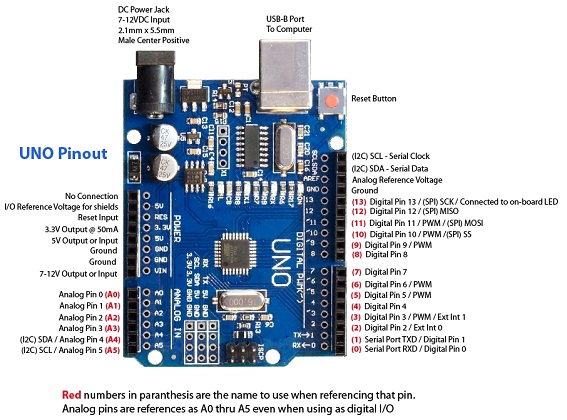 DC Power Jack
7-12VDC Input
2.1mm x 5.5mm
Male Center Positive
USB-B Port
To Computer
Reset Button
UNO Pinout
(I2C) SCL - Serial Clock
(I2C) SDA - Serial Data
Analog Reference Voltage
Ground
(13) Digital Pin 13 / (SPI) SCK / Connected to on-board LED
(12) Digital Pin 12 / (SPI) MISO
(11) Digital Pin 11 / PWM / (SPI) MOSI
(10) Digital Pin 10 / PWM /(SPI) SS
(9) Digital Pin 9 / PWM
(8) Digital Pin 8
(7) Digital Pin 7
(6) Digital Pin 6 / PWM
(5) Digital Pin 5 / PWM
(4) Digital Pin 4
(3) Digital Pin 3 / PWM / Ext Int 1
(2) Digital Pin 2 / Ext Int 0
(1) Serial Port TXD / Digital Pin 1
(0) Serial Port RXD / Digital Pin 0
No Connection
I/O Reference Voltage for shields
Reset Input
3.3V Output @ 50mA
5V Output or Input
Ground
Ground
7-12V Output or Input
Analog Pin 0 (A0)
Analog Pin 1 (A1)
Analog Pin 2 (A2)
Analog Pin 3 (A3)
(I2C) SDA / Analog Pin 4 (A4)
(I2C) SCL / Analog Pin 5 (A5)
5V
RES
3.3V
5V
GND
GND
VIN
POWER
A0
A1
A2
A3
A4
A5
ANALOG IN
UNO
DIGITAL (PWM~)
SCL
SDA
AREF
GND
13
12
7
4
2
TX→1
RX←0
ICSP
16.000
Red numbers in paranthesis are the name to use when referencing that pin.
Analog pins are references as A0 thru A5 even when using as digital I/O